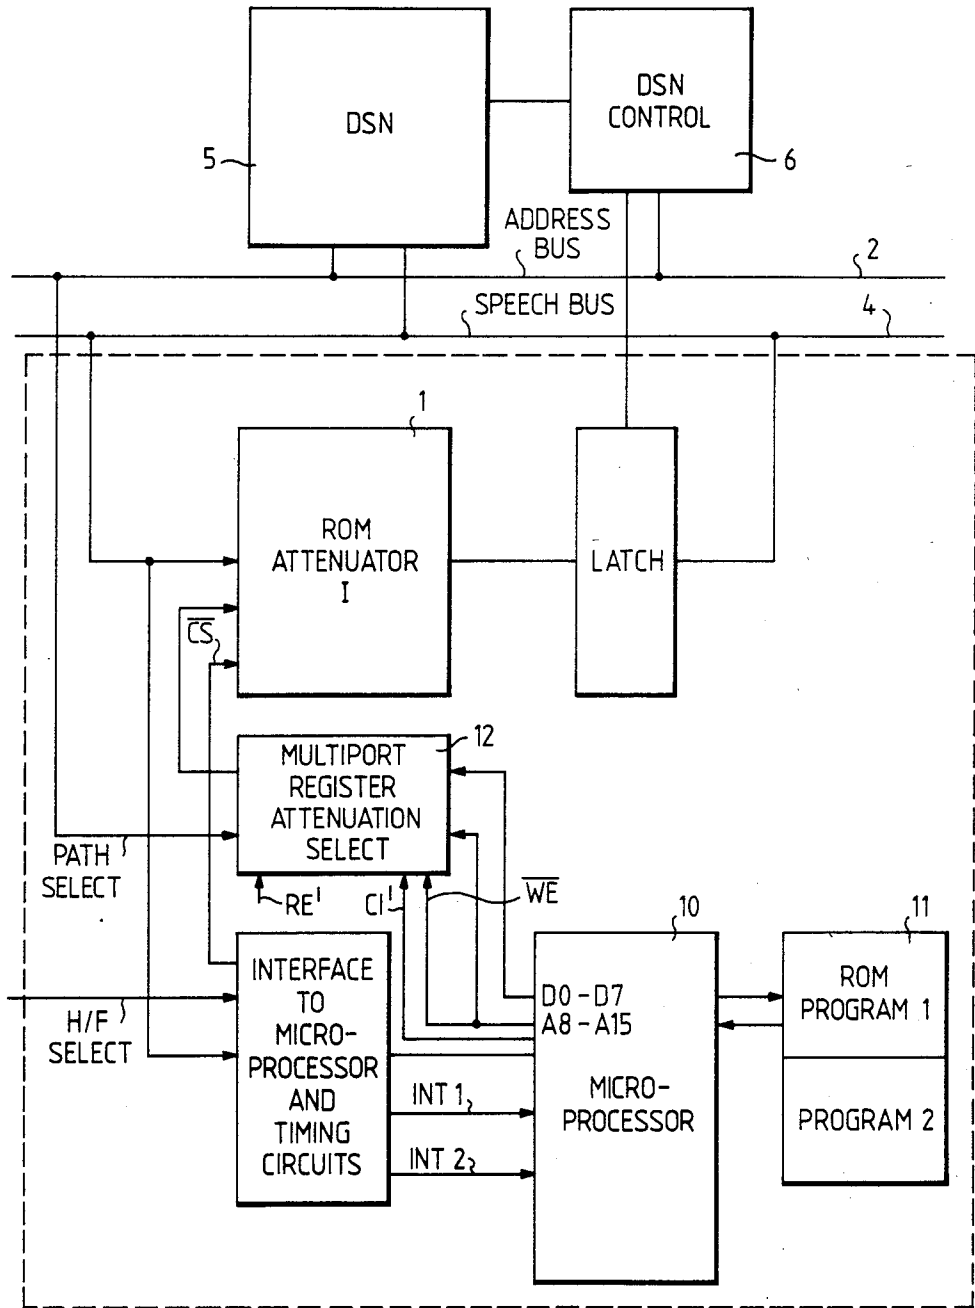 DSN
5
DSN
CONTROL
6
ADDRESS
BUS
2
SPEECH BUS
4
1
ROM
ATTENUATOR
I
LATCH
C̅S̅
12
MULTIPORT
REGISTER
ATTENUATION
SELECT
PATH
SELECT
RE'
CI'
W̅E̅
10
11
INTERFACE
TO
MICRO-
PROCESSOR
AND
TIMING
CIRCUITS
H/F
SELECT
D0-D7
A8-A15
MICRO-
PROCESSOR
INT 1
INT 2
ROM
PROGRAM 1
PROGRAM 2